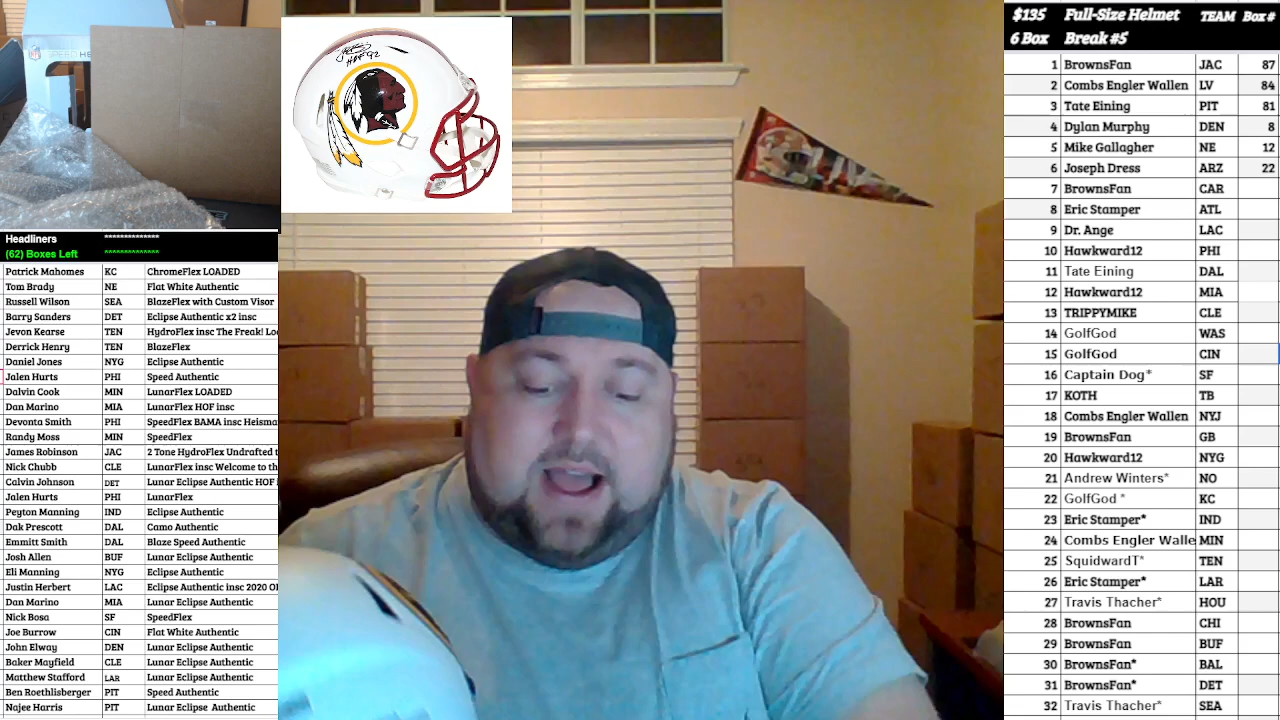 HOF 92
Headliners **************
(62) Boxes Left **************
Patrick Mahomes KC ChromeFlex LOADED
Tom Brady NE Flat White Authentic
Russell Wilson SEA BlazeFlex with Custom Visor
Barry Sanders DET Eclipse Authentic x2 insc
Jevon Kearse TEN HydroFlex insc The Freak! Lo
Derrick Henry TEN BlazeFlex
Daniel Jones NYG Eclipse Authentic
Jalen Hurts PHI Speed Authentic
Dalvin Cook MIN LunarFlex LOADED
Dan Marino MIA LunarFlex HOF insc
Devonta Smith PHI SpeedFlex BAMA insc Heisma
Randy Moss MIN SpeedFlex
James Robinson JAC 2 Tone HydroFlex Undrafted t
Nick Chubb CLE LunarFlex insc Welcome to th
Calvin Johnson DET Lunar Eclipse Authentic HOF i
Jalen Hurts PHI LunarFlex
Peyton Manning IND Eclipse Authentic
Dak Prescott DAL Camo Authentic
Emmitt Smith DAL Blaze Speed Authentic
Josh Allen BUF Lunar Eclipse Authentic
Eli Manning NYG Eclipse Authentic
Justin Herbert LAC Eclipse Authentic insc 2020 O
Dan Marino MIA Lunar Eclipse Authentic
Nick Bosa SF SpeedFlex
Joe Burrow CIN Flat White Authentic
John Elway DEN Lunar Eclipse Authentic
Baker Mayfield CLE Lunar Eclipse Authentic
Matthew Stafford LAR Lunar Eclipse Authentic
Ben Roethlisberger PIT Speed Authentic
Najee Harris PIT Lunar Eclipse Authentic
$135 Full-Size Helmet TEAM Box #
6 Box Break #5
1 BrownsFan JAC 87
2 Combs Engler Wallen LV 84
3 Tate Eining PIT 81
4 Dylan Murphy DEN 8
5 Mike Gallagher NE 12
6 Joseph Dress ARZ 22
7 BrownsFan CAR
8 Eric Stamper ATL
9 Dr. Ange LAC
10 Hawkward12 PHI
11 Tate Eining DAL
12 Hawkward12 MIA
13 TRIPPYMIKE CLE
14 GolfGod WAS
15 GolfGod CIN
16 Captain Dog* SF
17 KOTH TB
18 Combs Engler Wallen NYJ
19 BrownsFan GB
20 Hawkward12 NYG
21 Andrew Winters* NO
22 GolfGod * KC
23 Eric Stamper* IND
24 Combs Engler Walle MIN
25 SquidwardT* TEN
26 Eric Stamper* LAR
27 Travis Thacher* HOU
28 BrownsFan CHI
29 BrownsFan BUF
30 BrownsFan* BAL
31 BrownsFan* DET
32 Travis Thacher* SEA